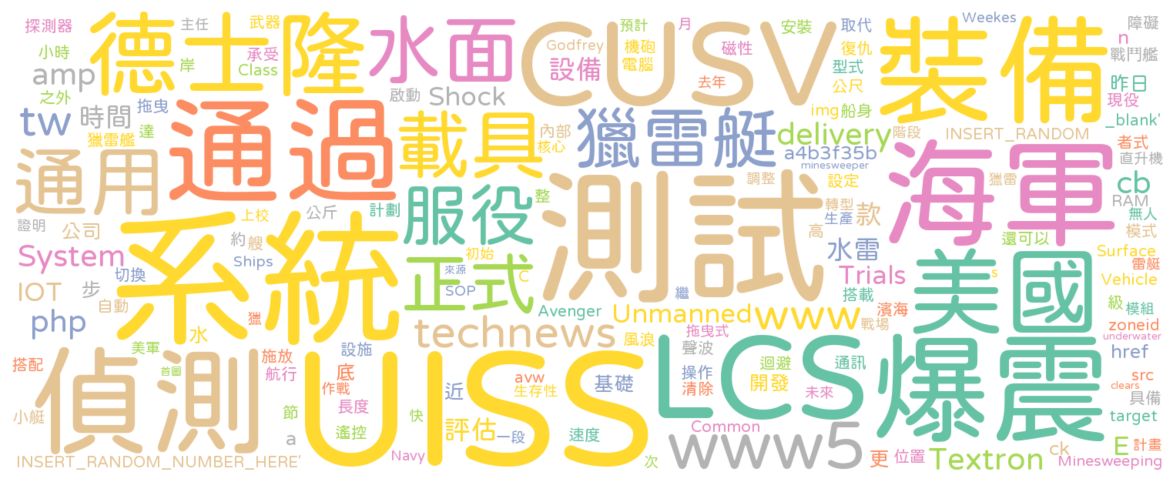 探測器 主任 武器 預計 月 安裝 取代 Weekes 障礙
小時 岸 承受 Godfrey 機砲 磁性 復仇 n
德士隆 水面 CUSV 裝備
amp Class 設備 電腦 去年 型式 戰鬥艦
之外 拖曳 啟動 Shock 公尺 昨日
tw 時間 通過 載具 內部 獵雷艇 img 船身 現役
獵雷艦 達 核心 delivery 階段 INSERT_RANDOM _blank'
通用 a4b3f35b 者式
minesweeper 直升機
服役 整 測試 調整 設定 獵雷 海軍 cb
證明 公司 上校 公斤 計劃 轉型 RAM
生產 款 無人
系統 約 艘 初始 高 水雷 還可以 模式
System Ships 正式 來源 C Trials s 美國 Surface
切換 SOP 搭載 濱海 雷艇
IOT 步 Avenger 繼 Vehicle
自動 獵 Unmanned www 級 模組
php 水 technews 風浪 戰場 zoneid
美軍 拖曳式 underwater
搭配 首圖 施放 設施 聲波 迴避 通訊 href
偵測 航行 底 UISS 近 avw 基礎 LCS 操作 開發 爆震 src
作戰 生存性 清除 未來 clears
小艇 節 長度 快 具備
a 遙控 評估 一段 速度 Common target
www5 E 計畫
INSERT_RANDOM_NUMBER_HERE' Navy 次 更 位置 Textron ck Minesweeping